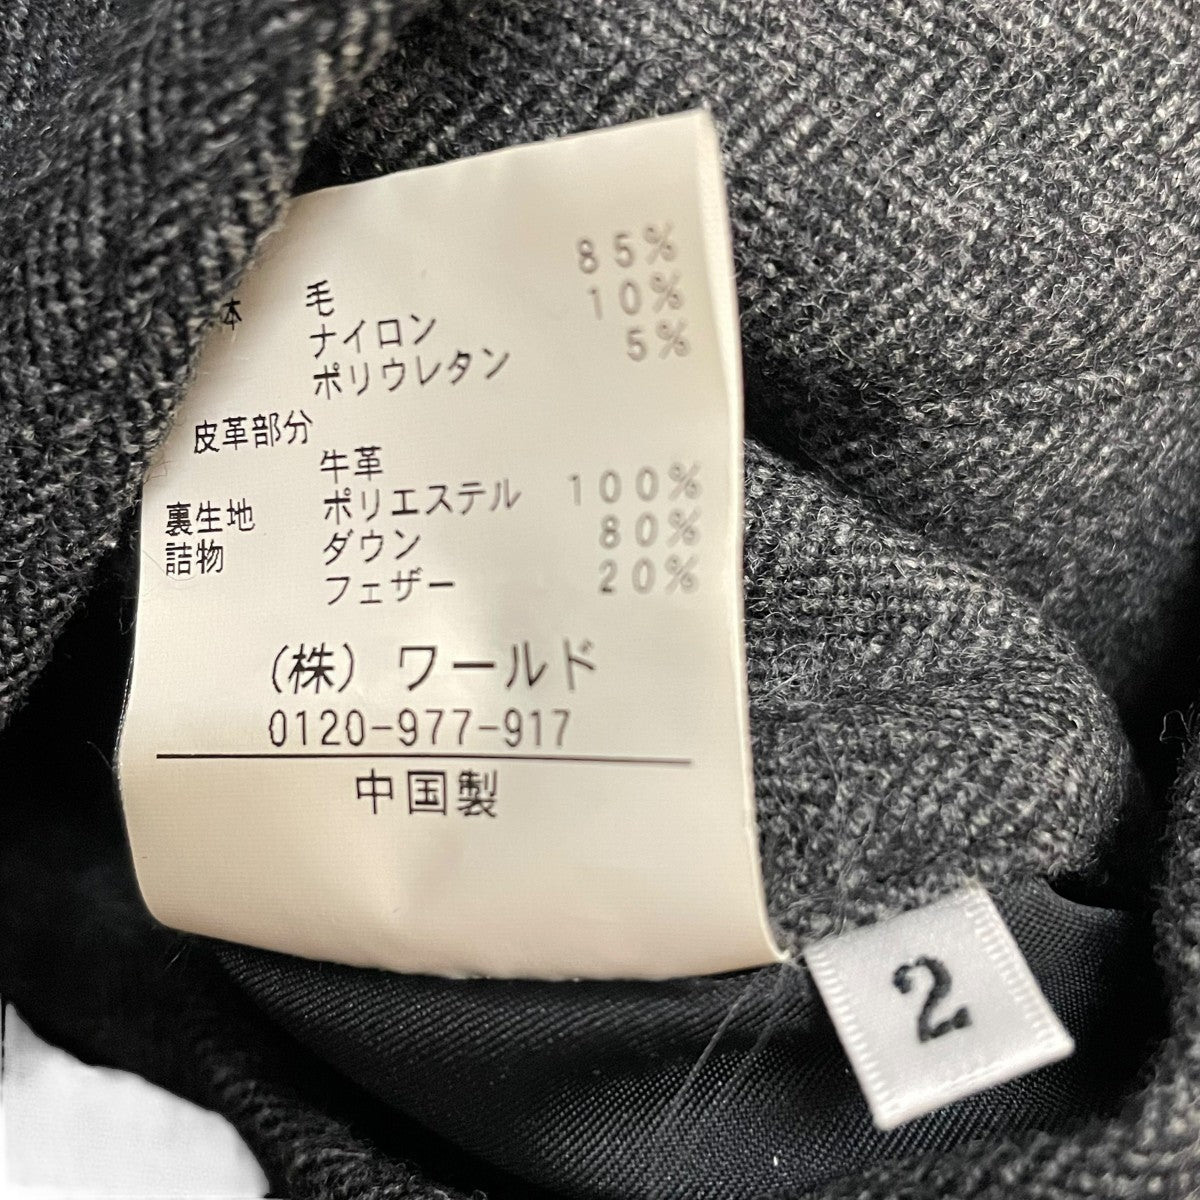 本 毛 85%
ナイロン 10%
ポリウレタン 5%
皮革部分
牛革
裏生地 ポリエステル 100%
詰物 ダウン 80%
フェザー 20%
(株) ワールド
0120-977-917
中国製
2